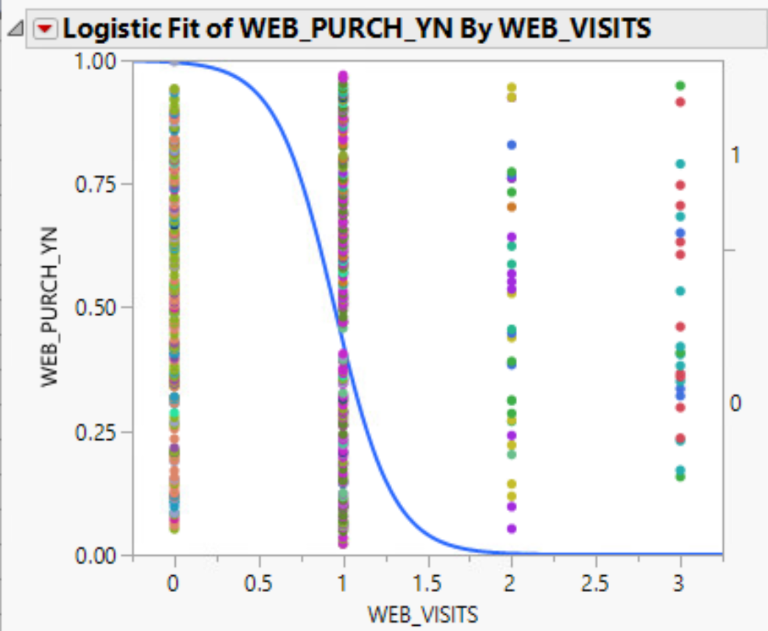 Logistic Fit of WEB_PURCH_YN By WEB_VISITS
1.00
0.75
0.50
0.25
0.00
WEB_PURCH_YN
1
0
0 0.5 1 1.5 2 2.5 3
WEB_VISITS